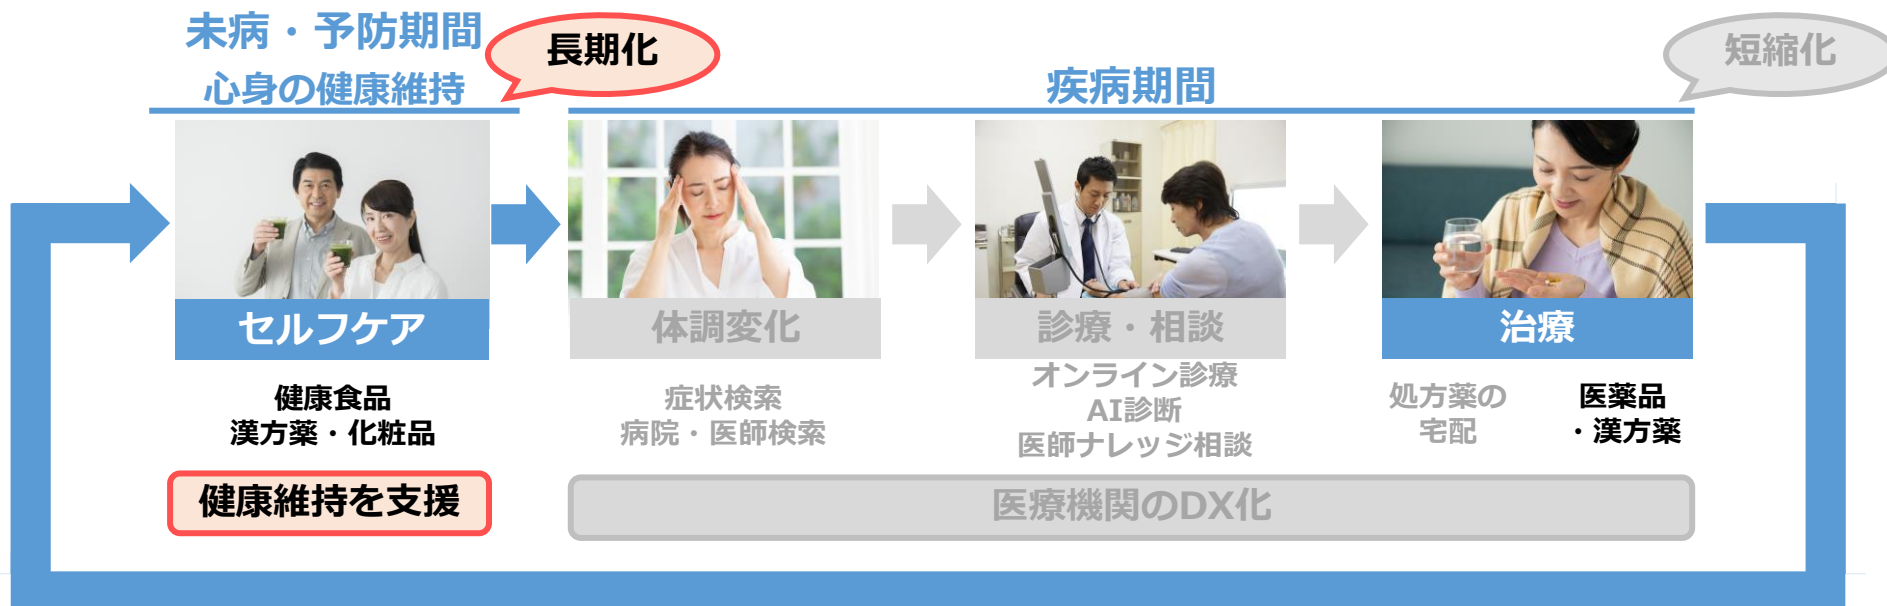 未病・予防期間
心身の健康維持
長期化
疾病期間
短縮化
セルフケア
健康食品
漢方薬・化粧品
健康維持を支援
体調変化
症状検索
病院・医師検索
診療・相談
オンライン診療
AI診断
医師ナレッジ相談
治療
処方薬の
宅配
医薬品
・漢方薬
医療機関のDX化